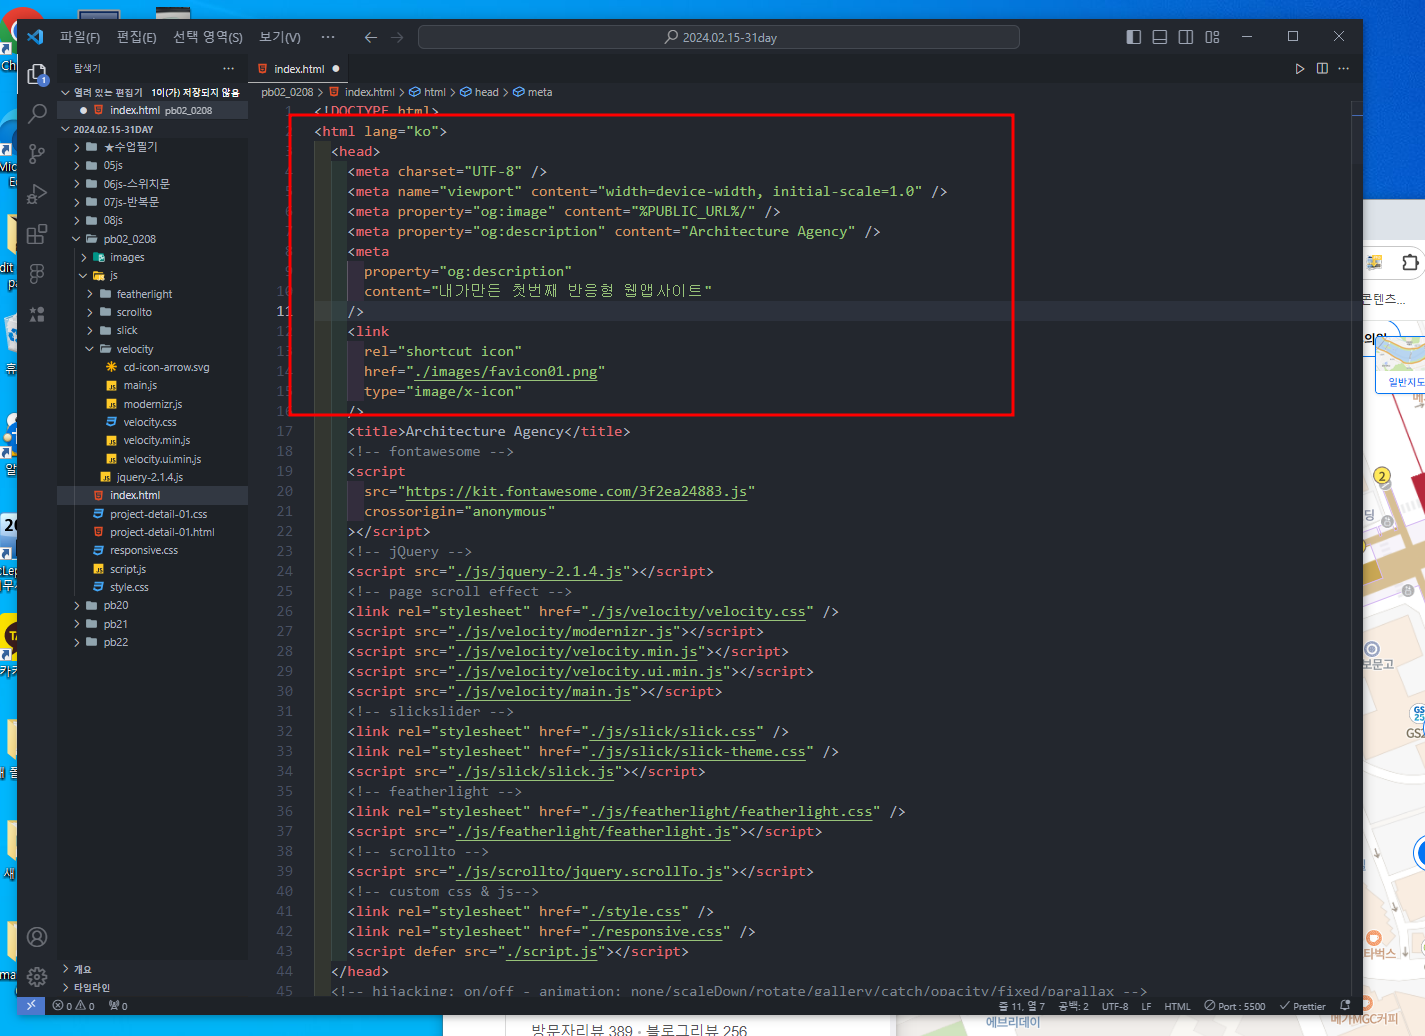 파일(F) 편집(E) 선택 영역(S) 보기(V) ··· 2024.02.15-31day
탐색기
열려 있는 편집기 1이(가) 저장되지 않음
index.html pb02_0208
2024.02.15-31DAY
★수업필기
05js
06js-스위치문
07js-반복문
08js
pb02_0208
images
js
featherlight
scrollto
slick
velocity
cd-icon-arrow.svg
main.js
modernizr.js
velocity.css
velocity.min.js
velocity.ui.min.js
jquery-2.1.4.js
index.html
project-detail-01.css
project-detail-01.html
responsive.css
script.js
style.css
pb20
pb21
pb22
개요
타임라인
index.html
pb02_0208 > index.html > html > head > meta
1 <!DOCTYPE html>
2 <html lang="ko">
3 <head>
4 <meta charset="UTF-8" />
5 <meta name="viewport" content="width=device-width, initial-scale=1.0" />
6 <meta property="og:image" content="%PUBLIC_URL%/" />
7 <meta property="og:description" content="Architecture Agency" />
8 <meta
9 property="og:description"
10 content="내가만든 첫번째 반응형 웹앱사이트"
11 />
12 <link
13 rel="shortcut icon"
14 href="./images/favicon01.png"
15 type="image/x-icon"
16 />
17 <title>Architecture Agency</title>
18 <!-- fontawesome -->
19 <script
20 src="https://kit.fontawesome.com/3f2ea24883.js"
21 crossorigin="anonymous"
22 ></script>
23 <!-- jQuery -->
24 <script src="./js/jquery-2.1.4.js"></script>
25 <!-- page scroll effect -->
26 <link rel="stylesheet" href="./js/velocity/velocity.css" />
27 <script src="./js/velocity/modernizr.js"></script>
28 <script src="./js/velocity/velocity.min.js"></script>
29 <script src="./js/velocity/velocity.ui.min.js"></script>
30 <script src="./js/velocity/main.js"></script>
31 <!-- slickslider -->
32 <link rel="stylesheet" href="./js/slick/slick.css" />
33 <link rel="stylesheet" href="./js/slick/slick-theme.css" />
34 <script src="./js/slick/slick.js"></script>
35 <!-- featherlight -->
36 <link rel="stylesheet" href="./js/featherlight/featherlight.css" />
37 <script src="./js/featherlight/featherlight.js"></script>
38 <!-- scrollto -->
39 <script src="./js/scrollto/jquery.scrollTo.js"></script>
40 <!-- custom css & js-->
41 <link rel="stylesheet" href="./style.css" />
42 <link rel="stylesheet" href="./responsive.css" />
43 <script defer src="./script.js"></script>
44 </head>
45 <!-- hijacking: on/off - animation: none/scaleDown/rotate/gallery/catch/opacity/fixed/parallax -->
0 0 0 줄 11, 열 7 공백: 2 UTF-8 LF HTML Port : 5500 Prettier
콘텐츠...
일반지도
2
보문고
GS
25
타벅스
메가MGC커피
에브리데이
방문자리뷰 389 · 블로그리뷰 256